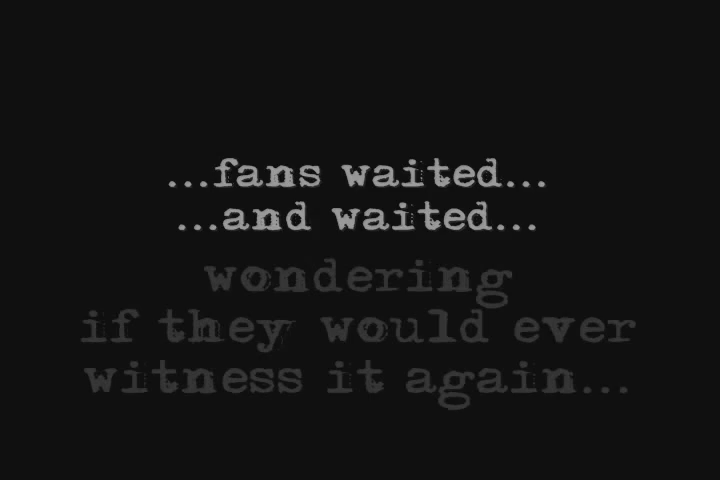 ...fans waited...
...and waited...
wondering
if they would ever
witness it again...